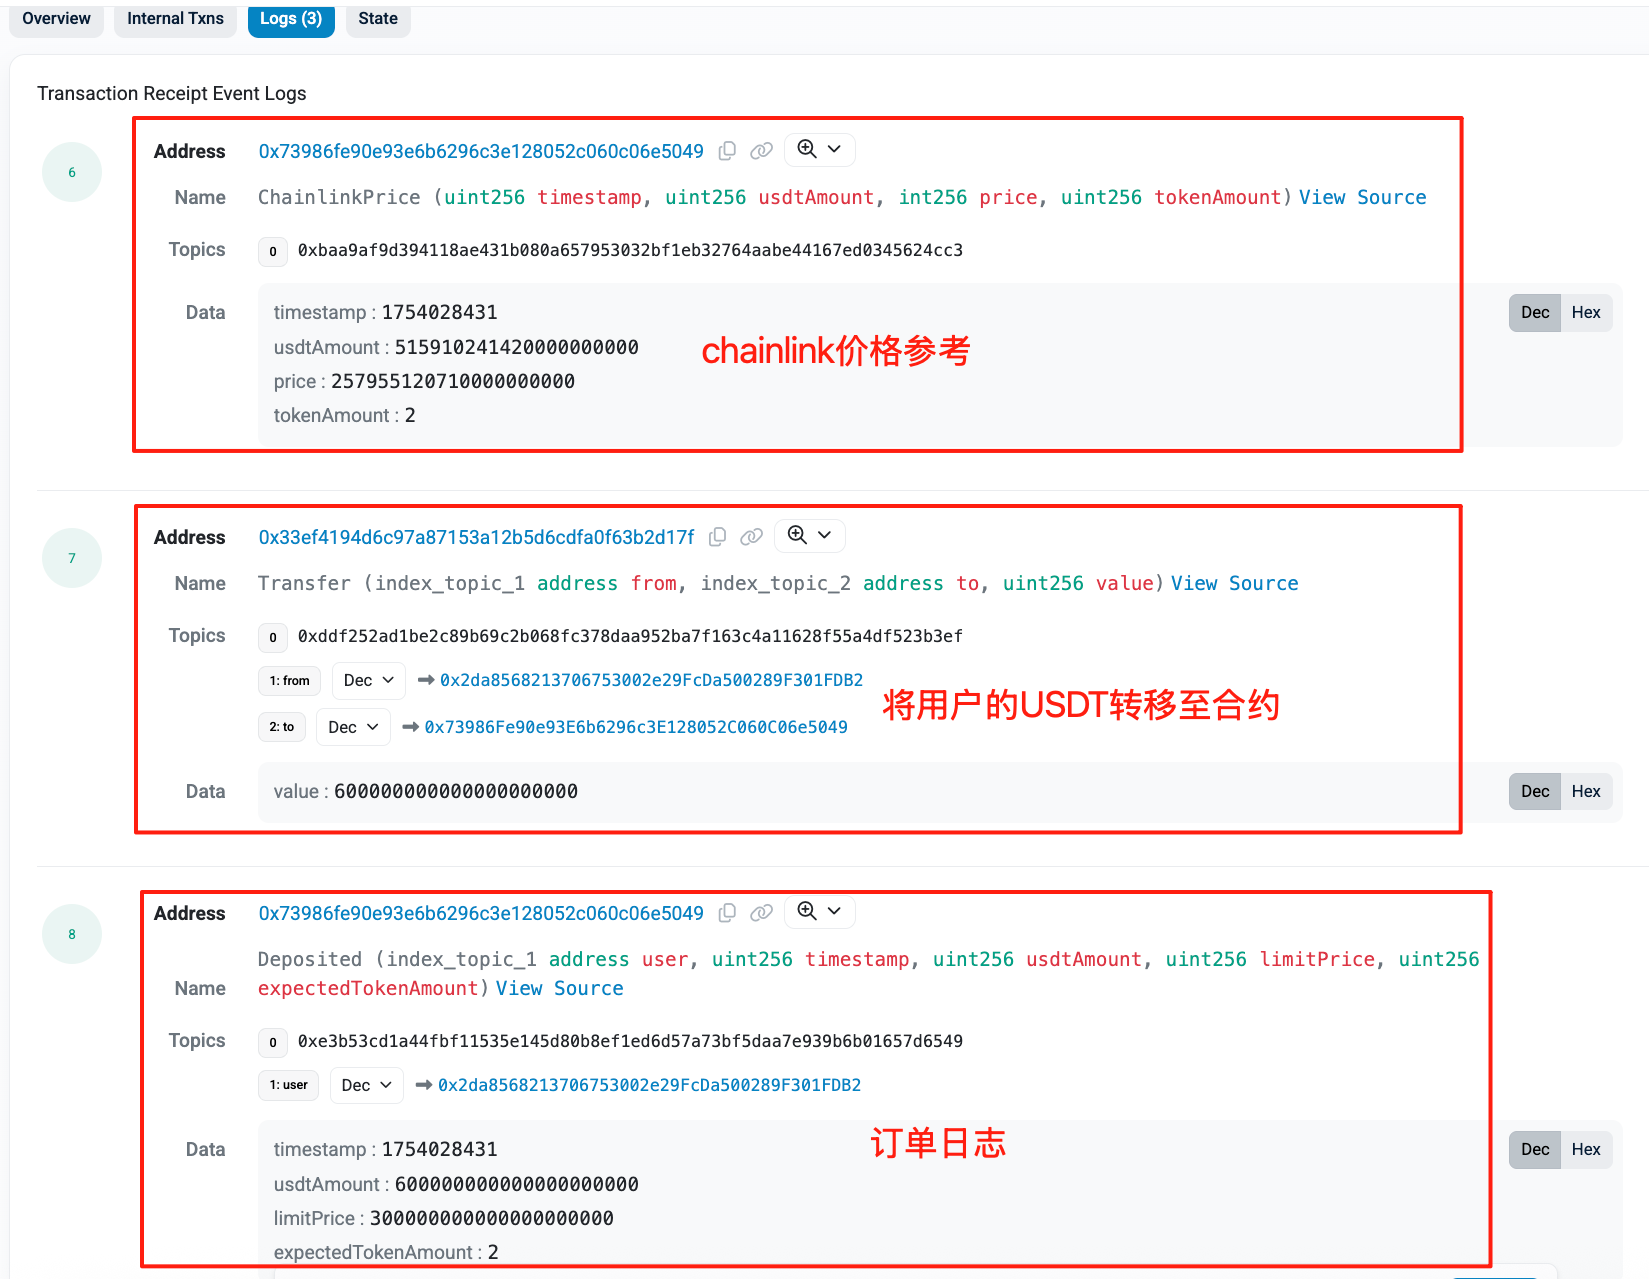 Overview Internal Txns Logs (3) State
Transaction Receipt Event Logs
6
Address 0x73986fe90e93e6b6296c3e128052c060c06e5049
Name ChainlinkPrice (uint256 timestamp, uint256 usdtAmount, int256 price, uint256 tokenAmount) View Source
Topics 0 0xbaa9af9d394118ae431b080a657953032bf1eb32764aabe44167ed0345624cc3
Data timestamp : 1754028431 Dec Hex
usdtAmount : 515910241420000000000
chainlink价格参考
price : 257955120710000000000
tokenAmount : 2
7
Address 0x33ef4194d6c97a87153a12b5d6cdfa0f63b2d17f
Name Transfer (index_topic_1 address from, index_topic_2 address to, uint256 value) View Source
Topics 0 0xddf252ad1be2c89b69c2b068fc378daa952ba7f163c4a11628f55a4df523b3ef
1: from Dec 0x2da8568213706753002e29FcDa500289F301FDB2
将用户的USDT转移至合约
2: to Dec 0x73986Fe90e93E6b6296c3E128052C060C06e5049
Data value : 600000000000000000000 Dec Hex
8
Address 0x73986fe90e93e6b6296c3e128052c060c06e5049
Deposited (index_topic_1 address user, uint256 timestamp, uint256 usdtAmount, uint256 limitPrice, uint256
Name expectedTokenAmount) View Source
Topics 0 0xe3b53cd1a44fbf11535e145d80b8ef1ed6d57a73bf5daa7e939b6b01657d6549
1: user Dec 0x2da8568213706753002e29FcDa500289F301FDB2
订单日志
Data timestamp : 1754028431 Dec Hex
usdtAmount : 600000000000000000000
limitPrice : 300000000000000000000
expectedTokenAmount : 2